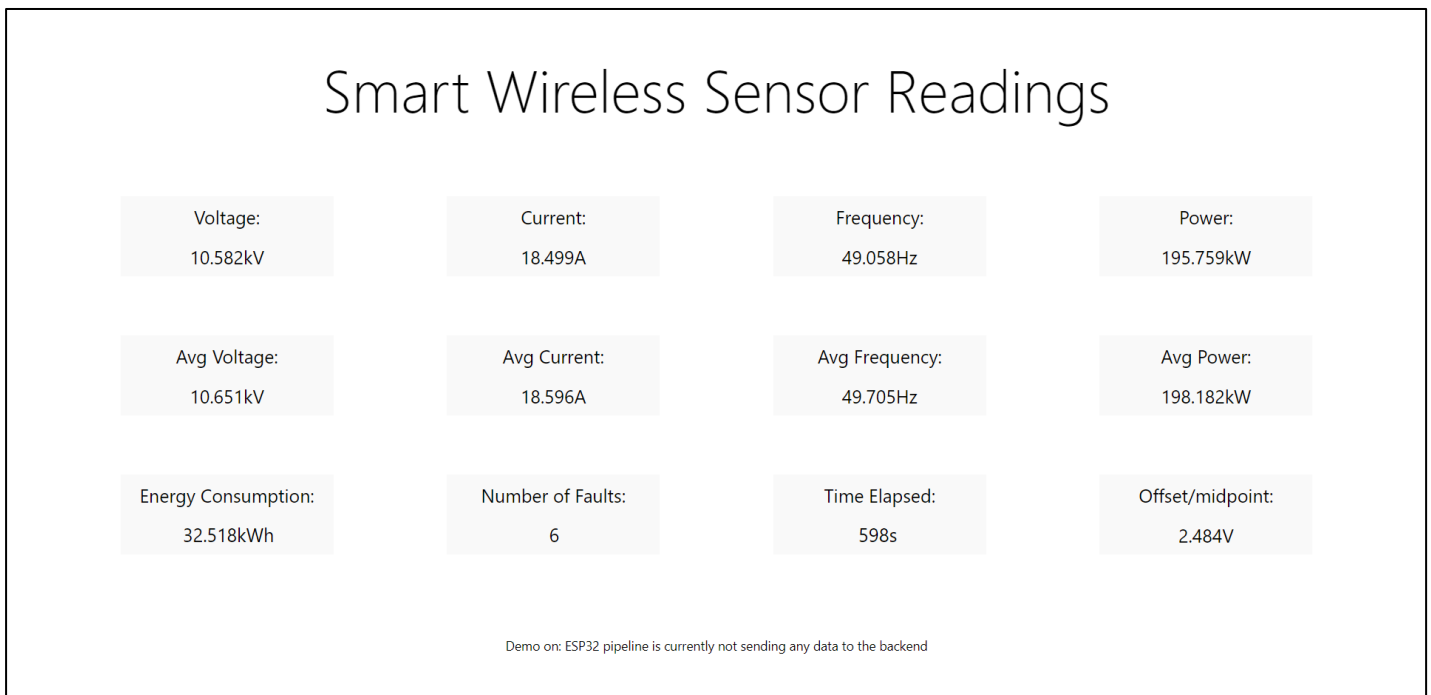 Smart Wireless Sensor Readings
Voltage:
10.582kV
Current:
18.499A
Frequency:
49.058Hz
Power:
195.759kW
Avg Voltage:
10.651kV
Avg Current:
18.596A
Avg Frequency:
49.705Hz
Avg Power:
198.182kW
Energy Consumption:
32.518kWh
Number of Faults:
6
Time Elapsed:
598s
Offset/midpoint:
2.484V
Demo on: ESP32 pipeline is currently not sending any data to the backend